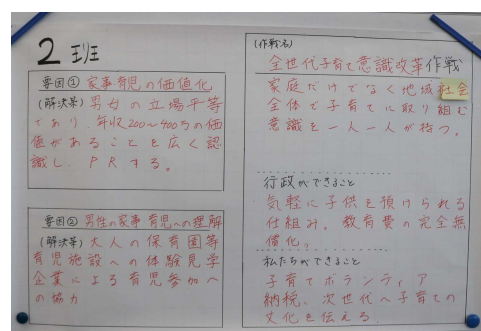 2 班
要因① 家事育児の価値化
(解決策) 男女の立場平等
であり、年収200〜400万の価
値があることを広く認
識し、PRする。
要因② 男性の家事育児への理解
(解決策) 大人の保育園等
育児施設への体験見学
企業による育児参加へ
の協力
(作戦名)
全世代子育て意識改革作戦
家庭だけでなく地域社会
全体で子育てに取り組む
意識を一人一人が持つ。
行政ができること
気軽に子供を預けられる
仕組み。教育費の完全無
償化。
私たちができること
子育てボランティア
納税、次世代へ子育ての
文化を伝える